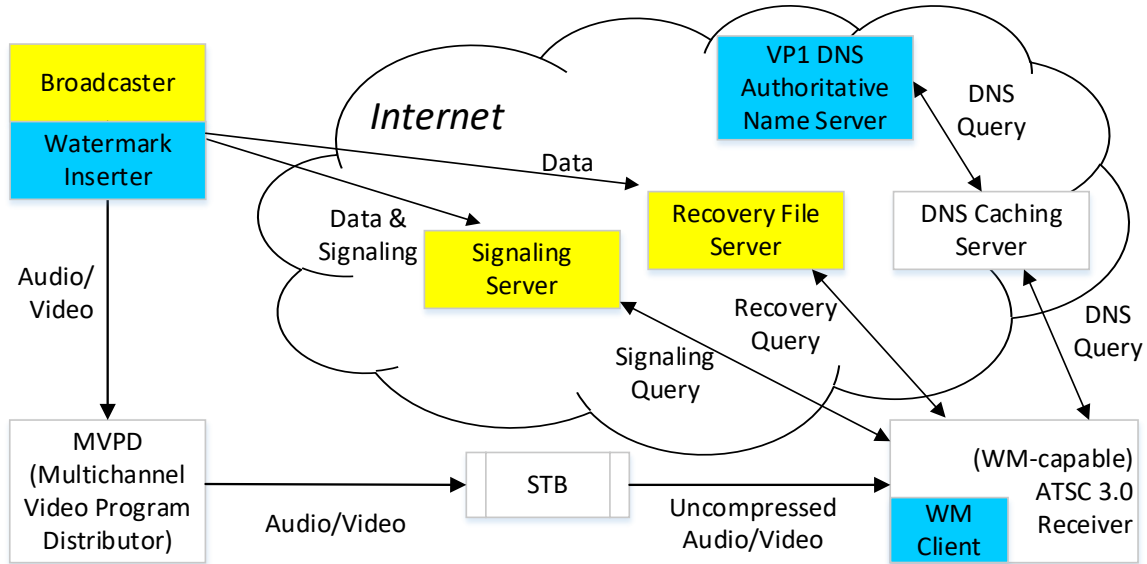 Broadcaster
Watermark
Inserter
Internet
VP1 DNS
Authoritative
Name Server
DNS
Query
Data
Data &
Signaling
Signaling
Server
Recovery File
Server
DNS Caching
Server
Audio/
Video
Recovery
Query
Signaling
Query
DNS
Query
MVPD
(Multichannel
Video Program
Distributor)
Audio/Video
STB
Uncompressed
Audio/Video
(WM-capable)
ATSC 3.0
Receiver
WM
Client